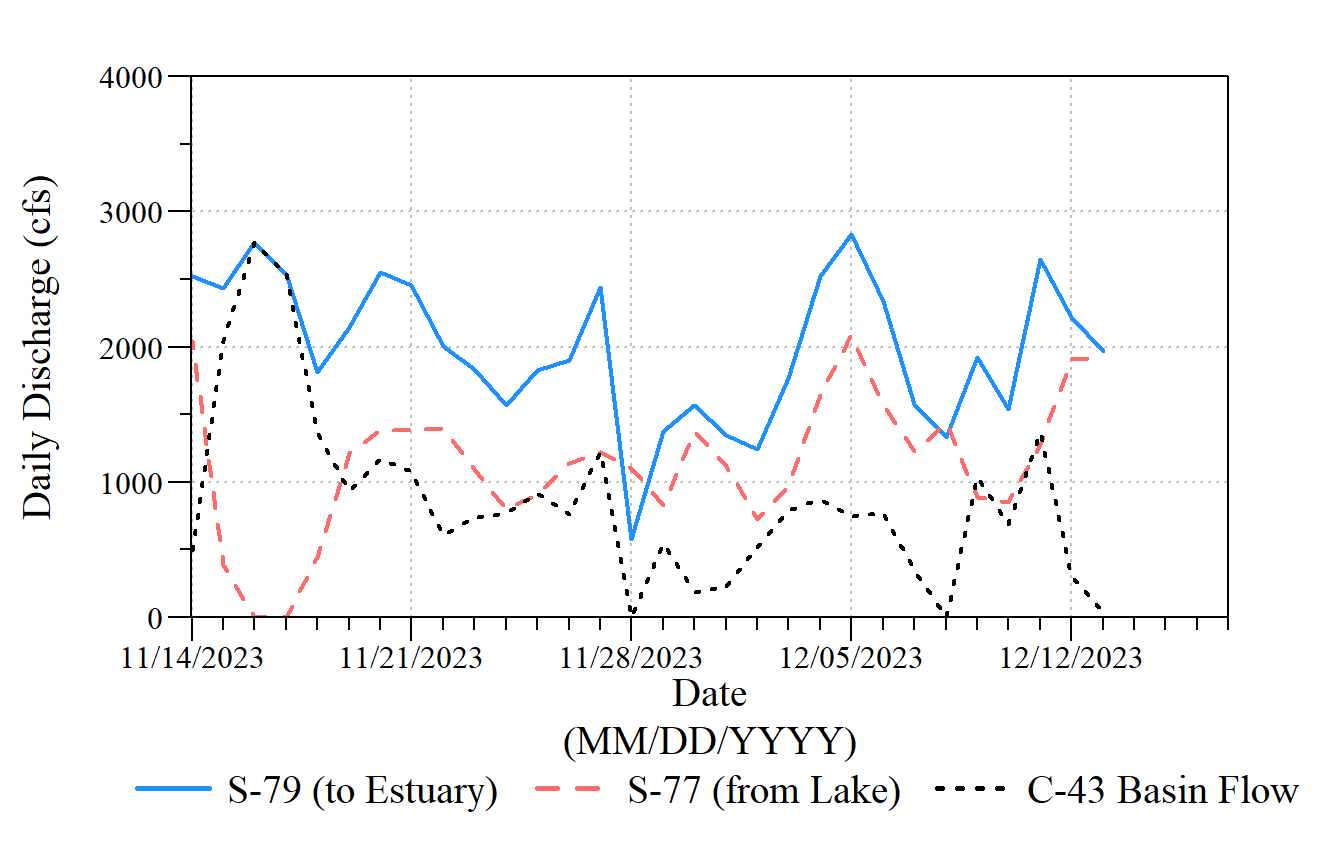 Daily Discharge (cfs)
4000
3000
2000
1000
0
11/14/2023 11/21/2023 11/28/2023 12/05/2023 12/12/2023
Date
(MM/DD/YYYY)
S-79 (to Estuary) S-77 (from Lake) C-43 Basin Flow